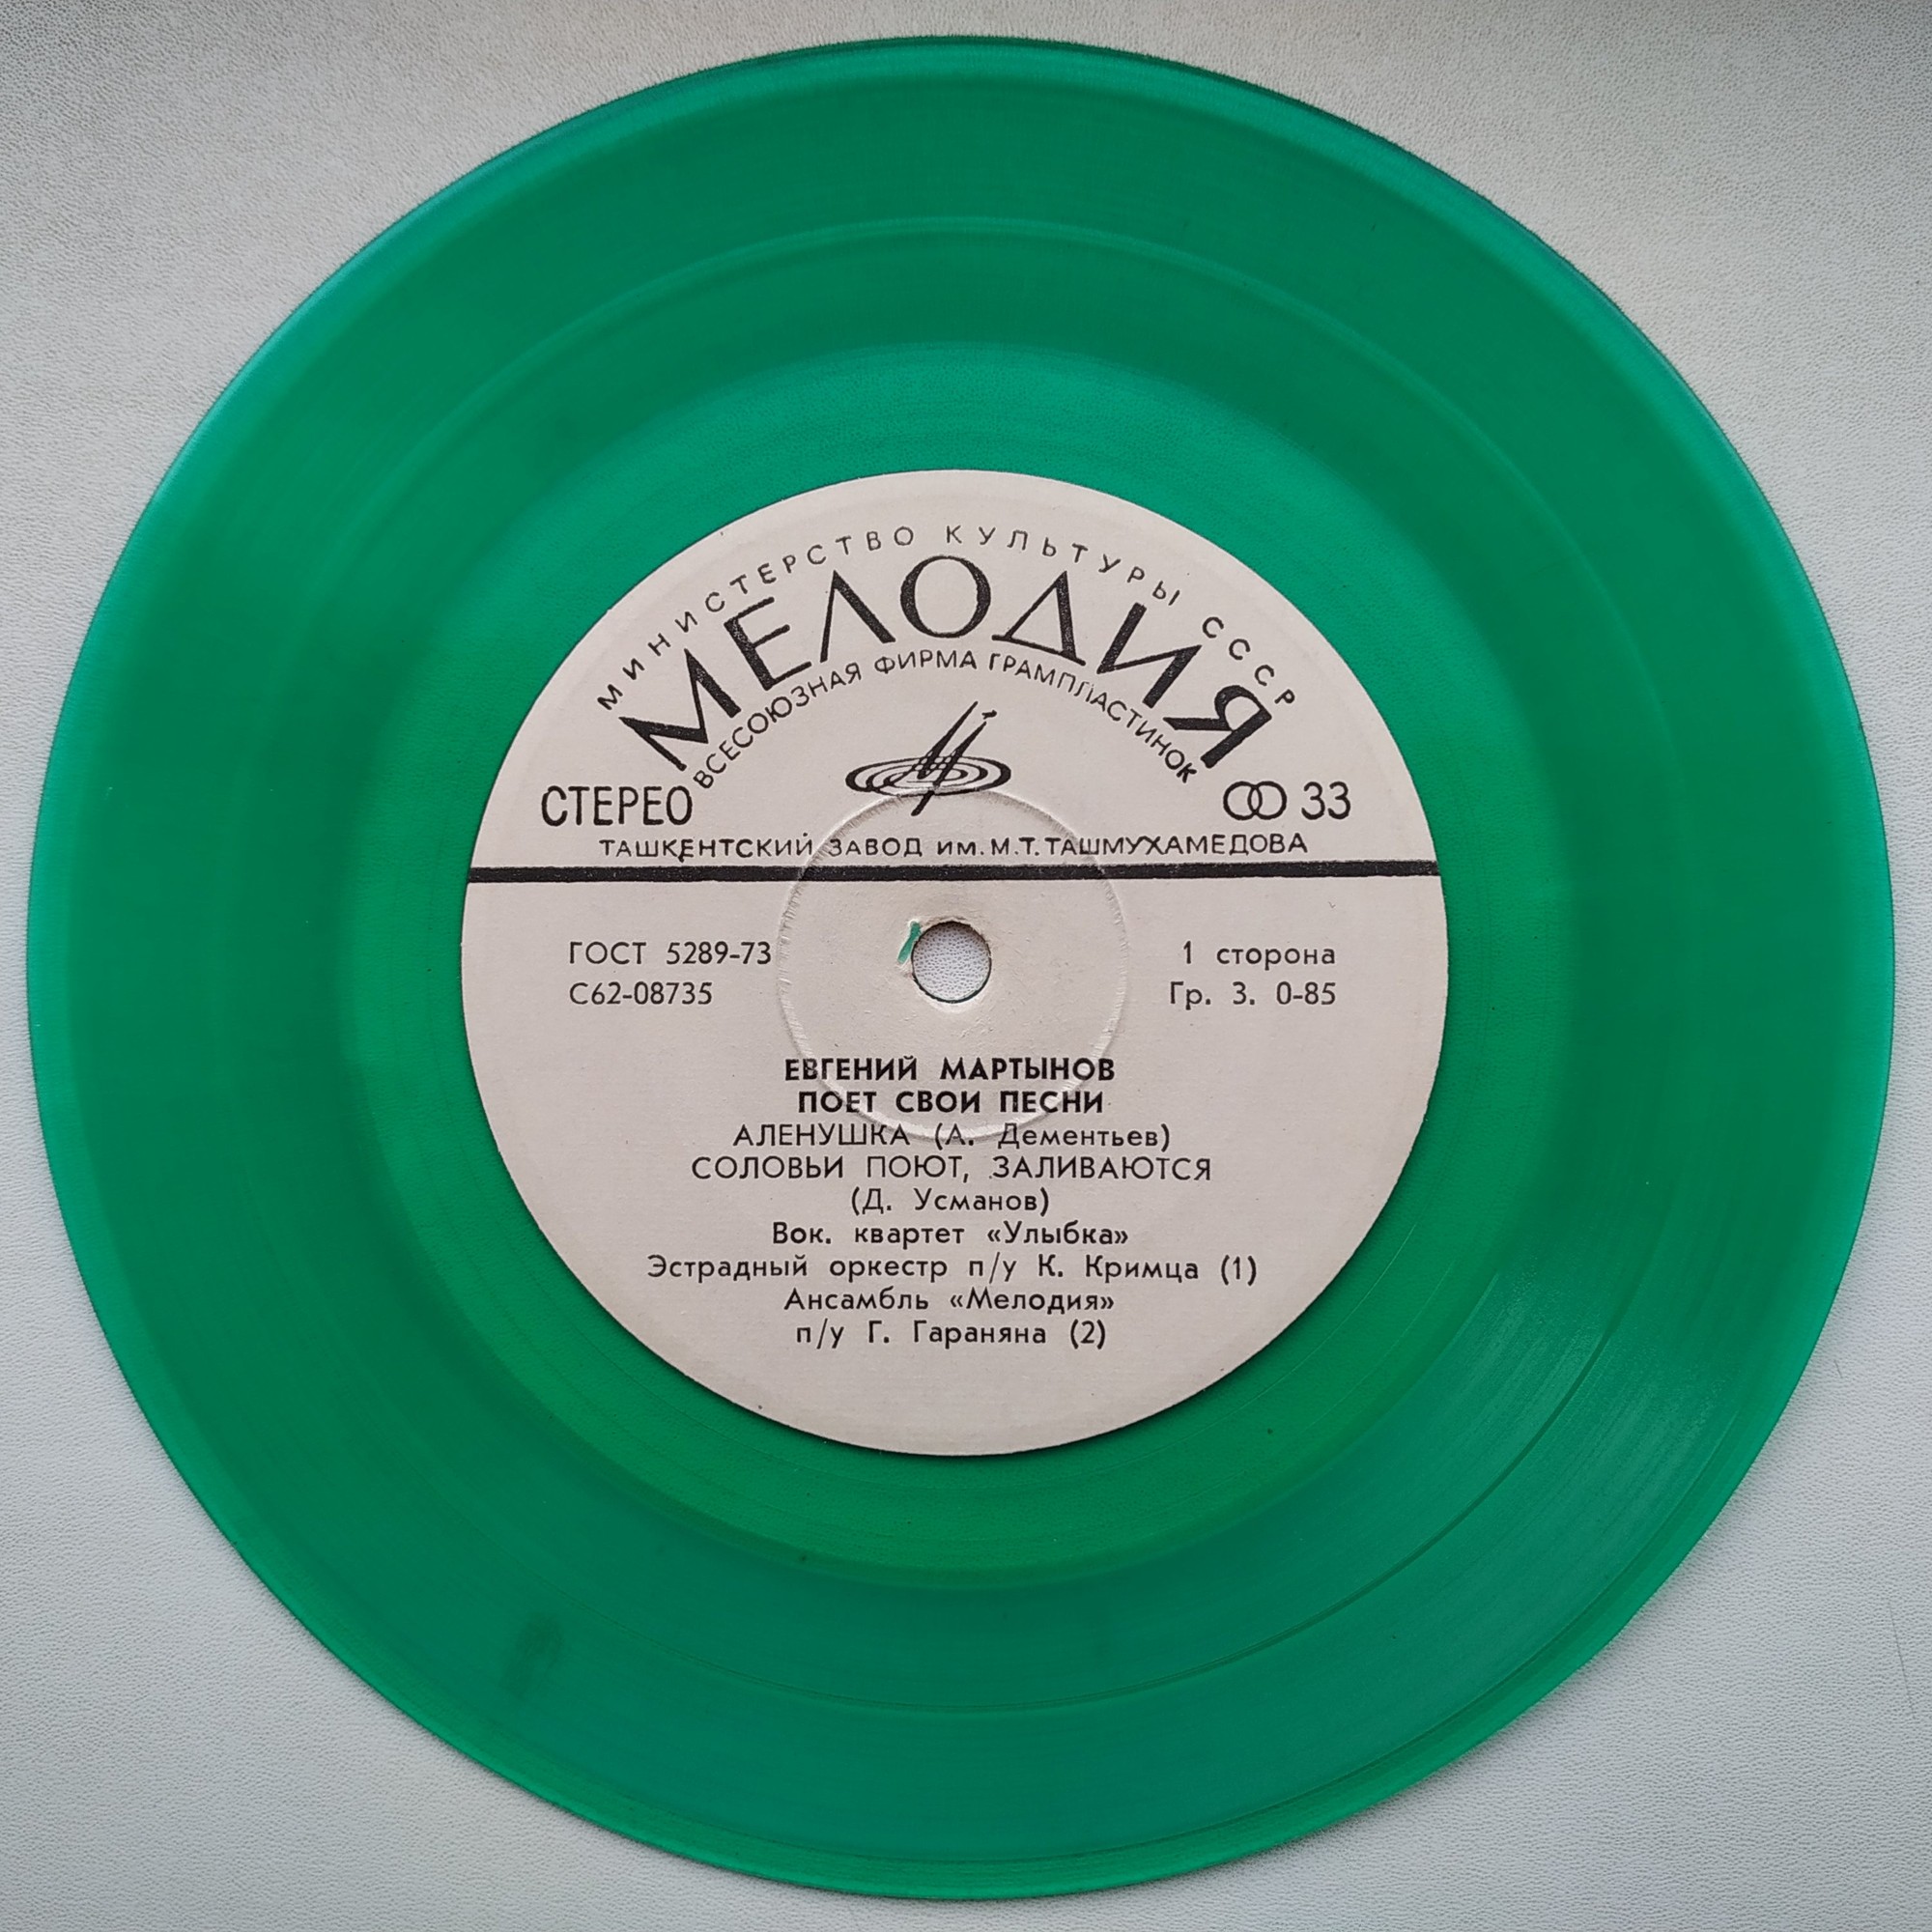 МИНИСТЕРСТВО КУЛЬТУРЫ СССР
МЕЛОДИЯ
ВСЕСОЮЗНАЯ ФИРМА ГРАМПЛАСТИНОК
СТЕРЕО
33
ТАШКЕНТСКИЙ ЗАВОД им. М.Т. ТАШМУХАМЕДОВА
ГОСТ 5289-73
1 сторона
С62-08735
Гр. 3. 0-85
ЕВГЕНИЙ МАРТЫНОВ
ПОЕТ СВОИ ПЕСНИ
АЛЕНУШКА (А. Дементьев)
СОЛОВЬИ ПОЮТ, ЗАЛИВАЮТСЯ
(Д. Усманов)
Вок. квартет «Улыбка»
Эстрадный оркестр п/у К. Кримца (1)
Ансамбль «Мелодия»
п/у Г. Гараняна (2)